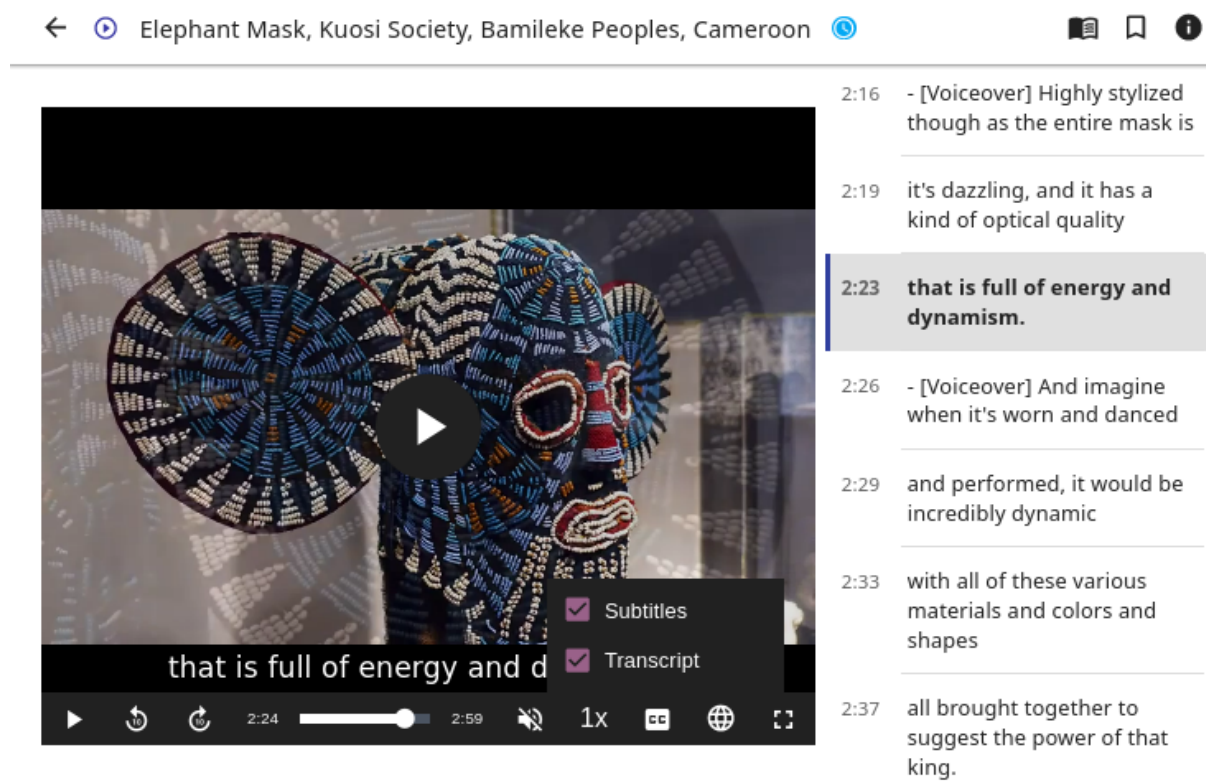 Elephant Mask, Kuosi Society, Bamileke Peoples, Cameroon
2:16
- [Voiceover] Highly stylized
though as the entire mask is
2:19
it's dazzling, and it has a
kind of optical quality
2:23
that is full of energy and
dynamism.
2:26
- [Voiceover] And imagine
when it's worn and danced
2:29
and performed, it would be
incredibly dynamic
2:33
with all of these various
materials and colors and
shapes
2:37
all brought together to
suggest the power of that
king.
Subtitles
Transcript
that is full of energy and d
10
10
2:24
2:59
1x
CC